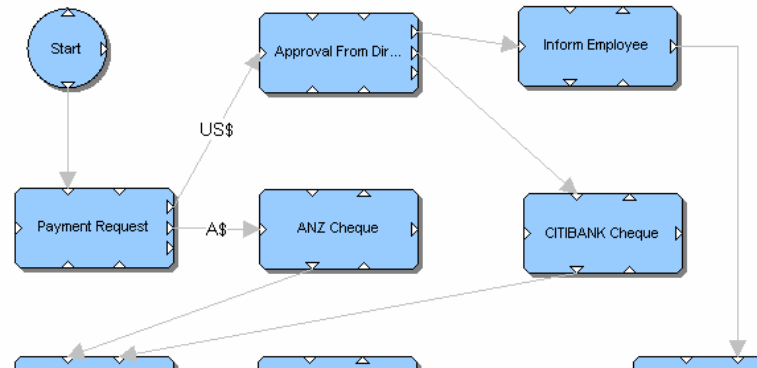 Start
Approval From Dir...
Inform Employee
US$
Payment Request
A$
ANZ Cheque
CITIBANK Cheque